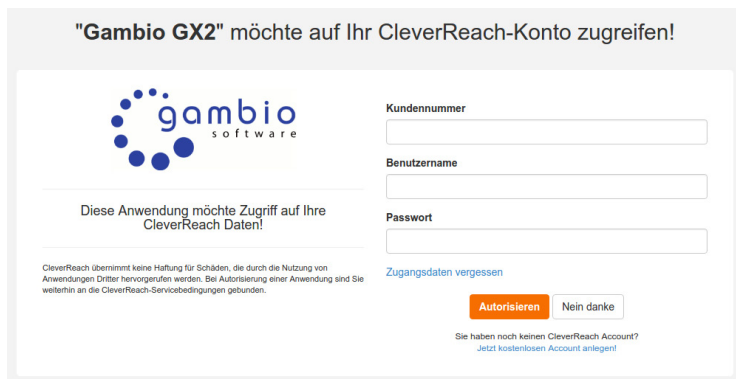 "Gambio GX2" möchte auf Ihr CleverReach-Konto zugreifen!
gambio
software
Diese Anwendung möchte Zugriff auf Ihre
CleverReach Daten!
CleverReach übernimmt keine Haftung für Schäden, die durch die Nutzung von
Anwendungen Dritter hervorgerufen werden. Bei Autorisierung einer Anwendung sind Sie
weiterhin an die CleverReach-Servicebedingungen gebunden.
Kundennummer
Benutzername
Passwort
Zugangsdaten vergessen
Autorisieren Nein danke
Sie haben noch keinen CleverReach Account?
Jetzt kostenlosen Account anlegen!